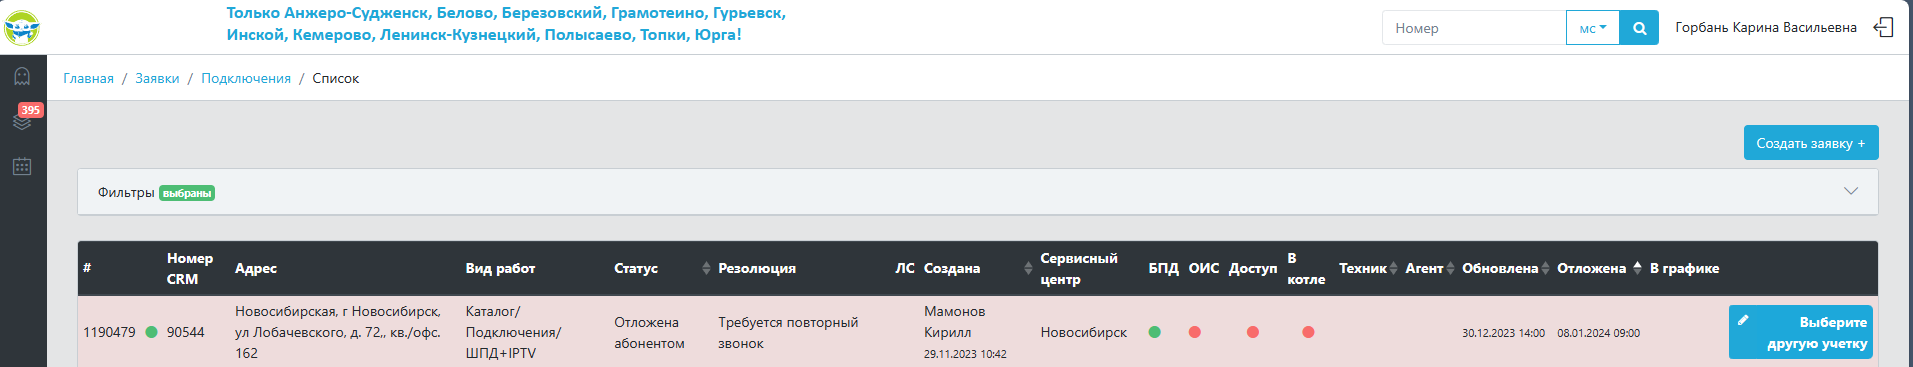 Только Анжеро-Судженск, Белово, Березовский, Грамотеино, Гурьевск,
Инской, Кемерово, Ленинск-Кузнецкий, Полысаево, Топки, Юрга!
Номер
мс
Горбань Карина Васильевна
Главная / Заявки / Подключения / Список
395
Создать заявку +
Фильтры выбраны
# Номер CRM Адрес Вид работ Статус Резолюция ЛС Создана Сервисный центр БПД ОИС Доступ В котле Техник Агент Обновлена Отложена В графике
1190479
90544
Новосибирская, г Новосибирск,
ул Лобачевского, д. 72,, кв./офс.
162
Каталог/
Подключения/
ШПД+IPTV
Отложена
абонентом
Требуется повторный
звонок
Мамонов
Кирилл
29.11.2023 10:42
Новосибирск
30.12.2023 14:00
08.01.2024 09:00
Выберите
другую учетку